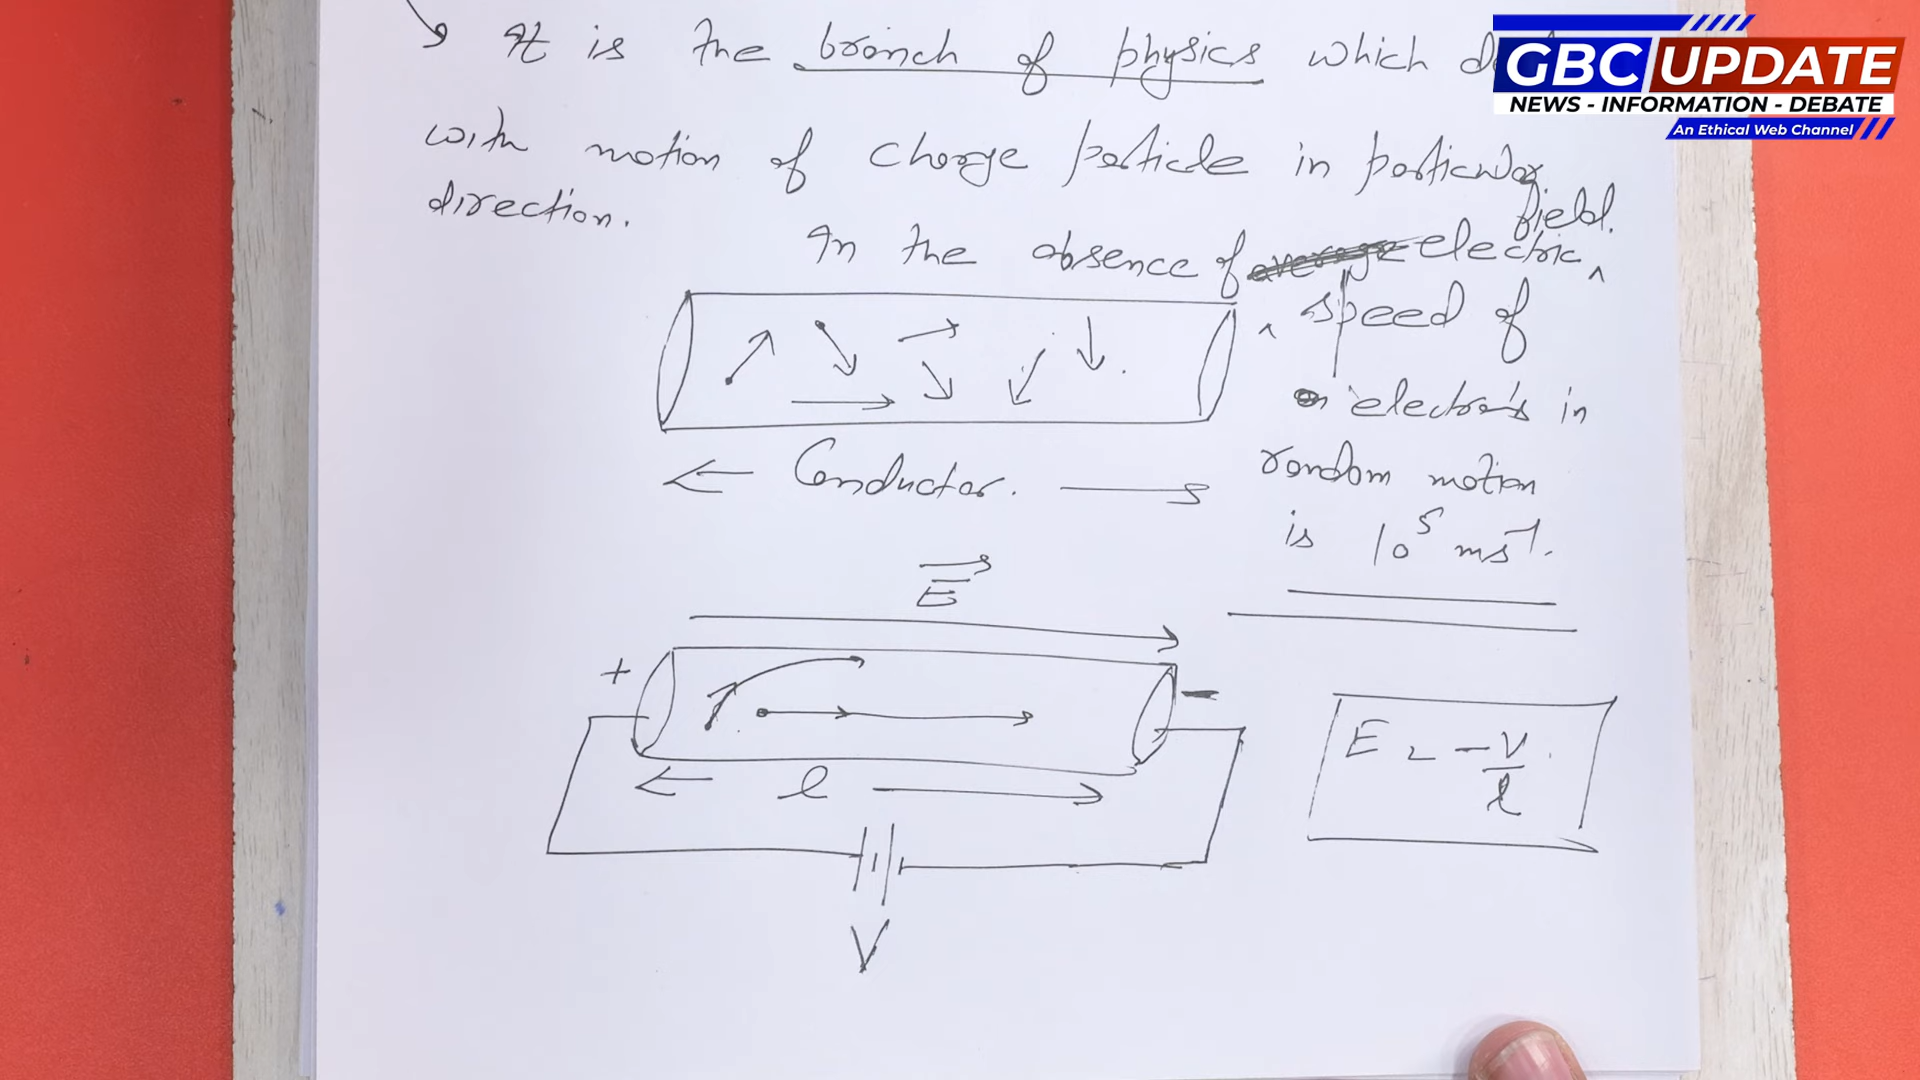 It is the branch of physics which
with motion of charge particle in particular
direction.
In the absence of electric field.
speed of
electrons in
random motion
is 10⁵ ms⁻¹.
Conductor.
E
+ -
l
V
E = -V/l
GBC UPDATE
NEWS - INFORMATION - DEBATE
An Ethical Web Channel